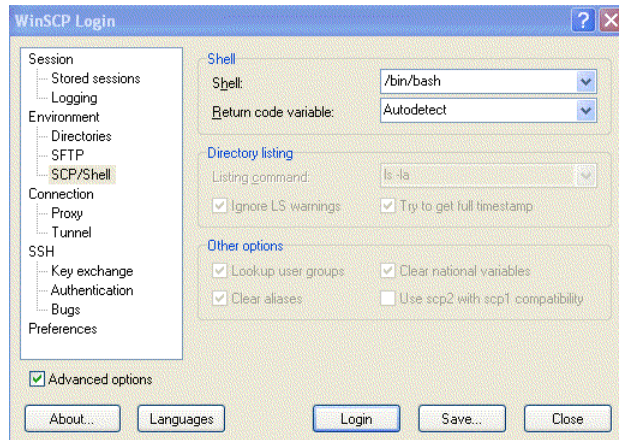 WinSCP Login
Session
Stored sessions
Logging
Environment
Directories
SFTP
SCP/Shell
Connection
Proxy
Tunnel
SSH
Key exchange
Authentication
Bugs
Preferences
Shell
Shell: /bin/bash
Return code variable: Autodetect
Directory listing
Listing command: ls -la
Ignore LS warnings Try to get full timestamp
Other options
Lookup user groups Clear national variables
Clear aliases Use scp2 with scp1 compatibility
Advanced options
About... Languages Login Save... Close